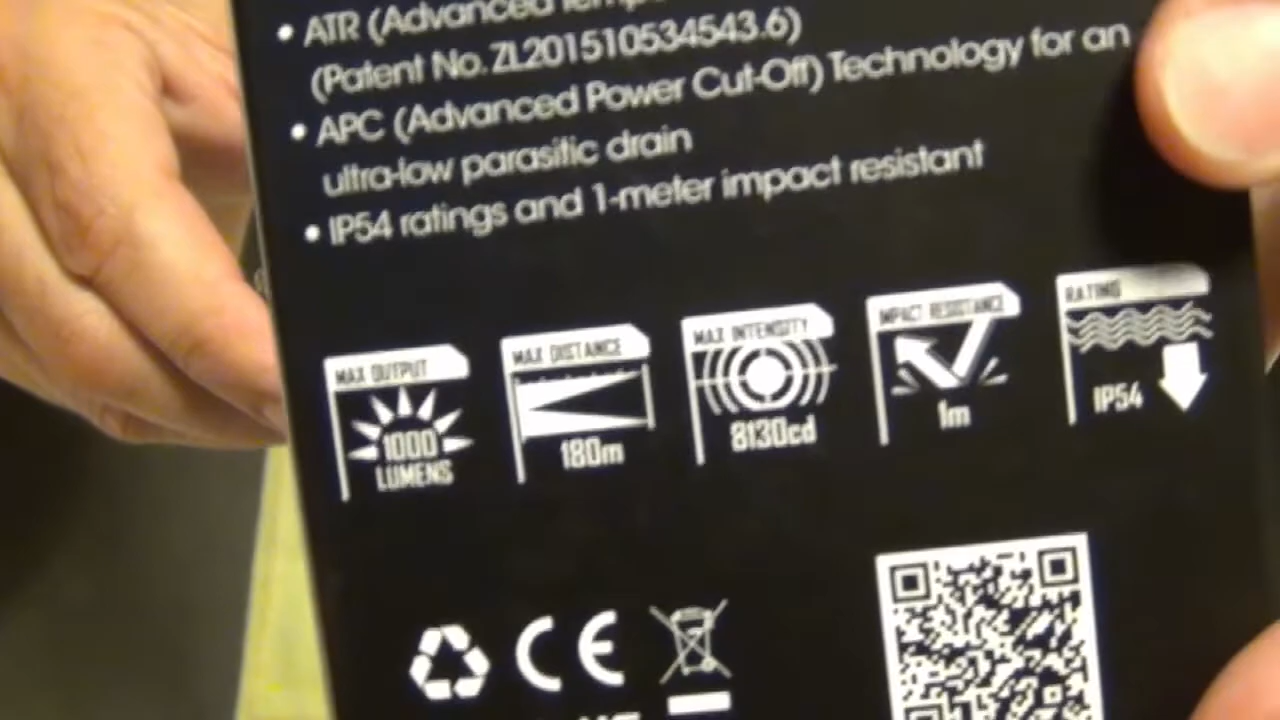 • ATR (Advanced
(Patent No. ZL201510534543.6)
• APC (Advanced Power Cut-Off) Technology for an
ultra-low parasitic drain
• IP54 ratings and 1-meter impact resistant
MAX OUTPUT
1000
LUMENS
MAX DISTANCE
180m
MAX INTENSITY
8130cd
IMPACT RESISTANCE
1m
RATING
IP54
CE